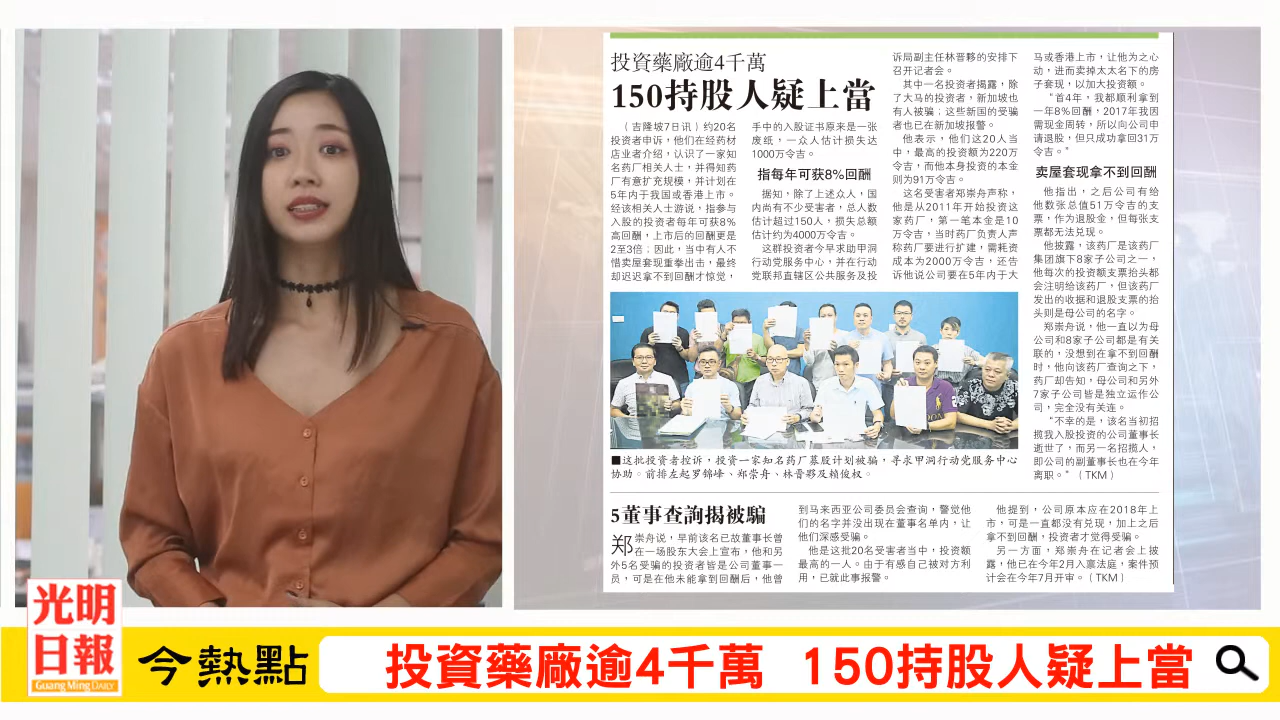 投資藥廠逾4千萬
150持股人疑上當
（吉隆坡7日讯）约20名
投资者申诉，他们在经药材
店业者介绍，认识了一家知
名药厂相关人士，并得知药
厂有意扩充规模，并计划在
5年内于我国或香港上市。
经该相关人士游说，指参与
入股的投资者每年可获8%
高回酬，上市后的回酬更是
2至3倍；因此，当中有人不
惜卖屋套现重拳出击，最终
却迟迟拿不到回酬才惊觉，
手中的入股证书原来是一张
废纸，一众人估计损失达
1000万令吉。
指每年可获8%回酬
据知，除了上述众人，国
内尚有不少受害者，总人数
估计超过150人，损失总额
估计约为4000万令吉。
这群投资者今早求助甲洞
行动党服务中心，并在行动
党联邦直辖区公共服务及投
诉局副主任林晋夥的安排下
召开记者会。
其中一名投资者揭露，除
了大马的投资者，新加坡也
有人被骗；这些新国的受骗
者也已在新加坡报警。
他表示，他们这20人当
中，最高的投资额为220万
令吉，而他本身投资的本金
则为91万令吉。
这名受害者郑崇舟声称，
他是从2011年开始投资这
家药厂，第一笔本金是10
万令吉，当时药厂负责人声
称药厂要进行扩建，需耗资
成本为2000万令吉，还告
诉他说公司要在5年内于大
马或香港上市，让他为之心
动，进而卖掉太太名下的房
子套现，以加大投资额。
“首4年，我都顺利拿到
一年8%回酬，2017年我因
需现金周转，所以向公司申
请退股，但只成功拿回31万
令吉。”
卖屋套现拿不到回酬
他指出，之后公司有给
他数张总值51万令吉的支
票，作为退股金，但每张支
票都无法兑现。
他披露，该药厂是该药厂
集团旗下8家子公司之一，
他每次的投资额支票抬头都
会注明给该药厂，但该药厂
发出的收据和退股支票的抬
头则是母公司的名字。
郑崇舟说，他一直以为母
公司和8家子公司都是有关
联的，没想到在拿不到回酬
时，他向该药厂查询之下，
药厂却告知，母公司和另外
7家子公司皆是独立运作公
司，完全没有关连。
“不幸的是，该名当初招
揽我入股投资的公司董事长
逝世了，而另一名招揽人，
即公司的副董事长也在今年
离职。”（TKM）
■这批投资者控诉，投资一家知名药厂募股计划被骗，寻求甲洞行动党服务中心
协助。前排左起罗锦峰、郑崇舟、林晋夥及赖俊权。
5董事查詢揭被騙
郑崇舟说，早前该名已故董事长曾
在一场股东大会上宣布，他和另
外5名受骗的投资者皆是公司董事一
员，可是在他未能拿到回酬后，他曾
到马来西亚公司委员会查询，警觉他
们的名字并没出现在董事名单内，让
他们深感受骗。
他是这批20名受害者当中，投资额
最高的一人。由于有感自己被对方利
用，已就此事报警。
他提到，公司原本应在2018年上
市，可是一直都没有兑现，加上之后
拿不到回酬，投资者才觉得受骗。
另一方面，郑崇舟在记者会上披
露，他已在今年2月入禀法庭，案件预
计会在今年7月开审。（TKM）
光明
日報
Guang Ming DAILY
今熱點
投資藥廠逾4千萬 150持股人疑上當